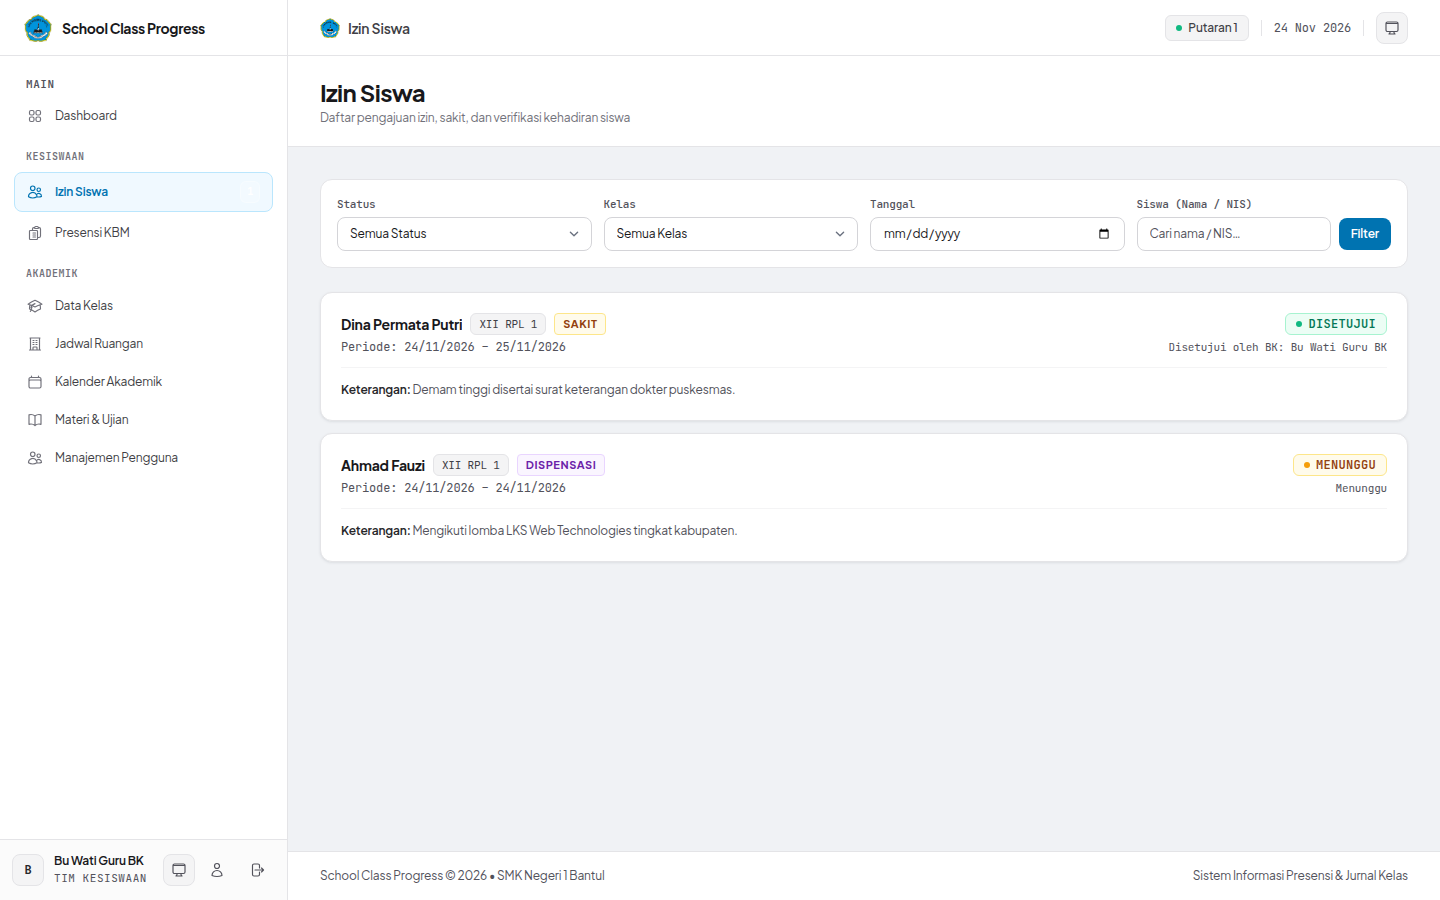 School Class Progress
MAIN
Dashboard
KESISWAAN
Izin Siswa
Presensi KBM
AKADEMIK
Data Kelas
Jadwal Ruangan
Kalender Akademik
Materi & Ujian
Manajemen Pengguna
B
Bu Wati Guru BK
TIM KESISWAAN
Izin Siswa
Putaran 1
24 Nov 2026
Izin Siswa
Daftar pengajuan izin, sakit, dan verifikasi kehadiran siswa
Status
Kelas
Tanggal
Siswa (Nama / NIS)
Semua Status
Semua Kelas
mm/dd/yyyy
Cari nama / NIS...
Filter
Dina Permata Putri XII RPL 1 SAKIT
DISETUJUI
Periode: 24/11/2026 – 25/11/2026
Disetujui oleh BK: Bu Wati Guru BK
Keterangan: Demam tinggi disertai surat keterangan dokter puskesmas.
Ahmad Fauzi XII RPL 1 DISPENSASI
MENUNGGU
Periode: 24/11/2026 – 24/11/2026
Menunggu
Keterangan: Mengikuti lomba LKS Web Technologies tingkat kabupaten.
School Class Progress © 2026 • SMK Negeri 1 Bantul
Sistem Informasi Presensi & Jurnal Kelas